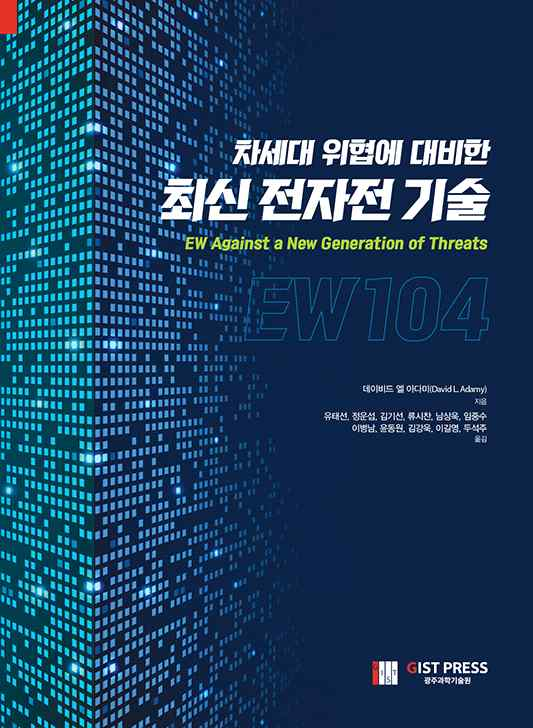 차세대 위협에 대비한
최신 전자전 기술
EW Against a New Generation of Threats
EW104
데이비드 엘 아다미(David L. Adamy)
지음
유태선, 정운섭, 김기선, 류시찬, 남상욱, 임중수
이병남, 윤동원, 김강욱, 이길영, 두석주
옮김
GIST
GIST PRESS
광주과학기술원